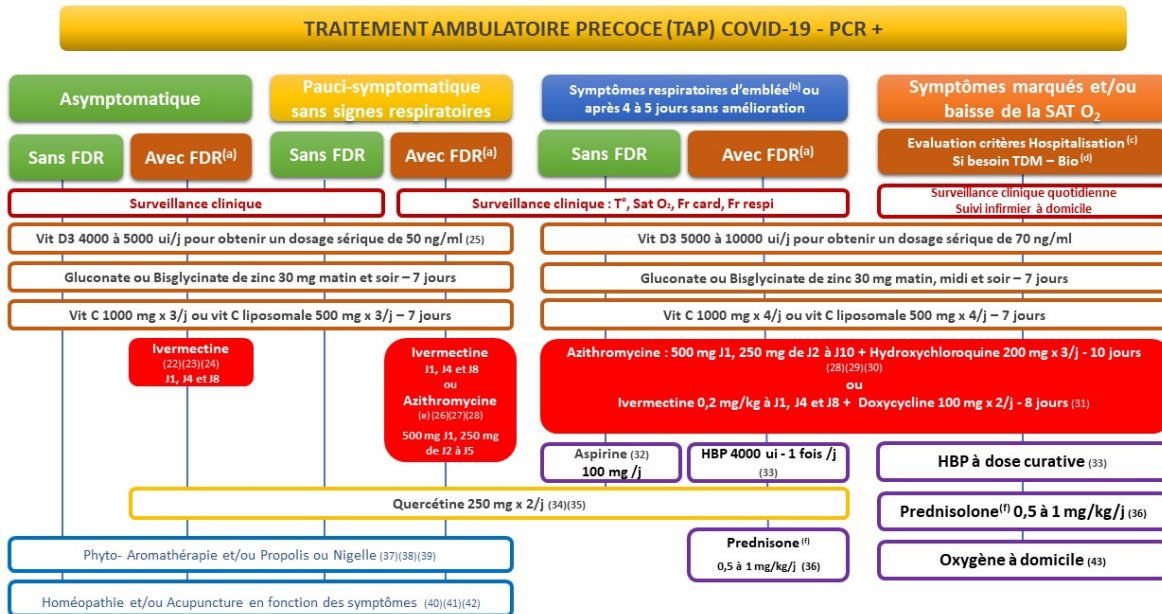 TRAITEMENT AMBULATOIRE PRECOCE (TAP) COVID-19 - PCR +
Asymptomatique
Pauci-symptomatique
sans signes respiratoires
Symptômes respiratoires d'emblée(b) ou
après 4 à 5 jours sans amélioration
Symptômes marqués et/ou
baisse de la SAT O₂
Sans FDR
Avec FDR(a)
Sans FDR
Avec FDR(a)
Sans FDR
Avec FDR(a)
Evaluation critères Hospitalisation (c)
Si besoin TDM – Bio (d)
Surveillance clinique
Surveillance clinique : T°, Sat O₂, Fr card, Fr respi
Surveillance clinique quotidienne
Suivi infirmier à domicile
Vit D3 4000 à 5000 ui/j pour obtenir un dosage sérique de 50 ng/ml (25)
Vit D3 5000 à 10000 ui/j pour obtenir un dosage sérique de 70 ng/ml
Gluconate ou Bisglycinate de zinc 30 mg matin et soir – 7 jours
Gluconate ou Bisglycinate de zinc 30 mg matin, midi et soir – 7 jours
Vit C 1000 mg x 3/j ou vit C liposomale 500 mg x 3/j – 7 jours
Vit C 1000 mg x 4/j ou vit C liposomale 500 mg x 4/j – 7 jours
Ivermectine
(22)(23)(24)
J1, J4 et J8
Ivermectine
J1, J4 et J8
ou
Azithromycine
(e) (26)(27)(28)
500 mg J1, 250 mg
de J2 à J5
Azithromycine : 500 mg J1, 250 mg de J2 à J10 + Hydroxychloroquine 200 mg x 3/j - 10 jours
(28)(29)(30)
ou
Ivermectine 0,2 mg/kg à J1, J4 et J8 + Doxycycline 100 mg x 2/j - 8 jours (31)
Aspirine (32)
100 mg /j
HBP 4000 ui - 1 fois /j
(33)
HBP à dose curative (33)
Quercétine 250 mg x 2/j (34)(35)
Prednisolone(f) 0,5 à 1 mg/kg/j (36)
Phyto- Aromathérapie et/ou Propolis ou Nigelle (37)(38)(39)
Prednisone (f)
0,5 à 1 mg/kg/j (36)
Oxygène à domicile (43)
Homéopathie et/ou Acupuncture en fonction des symptômes (40)(41)(42)